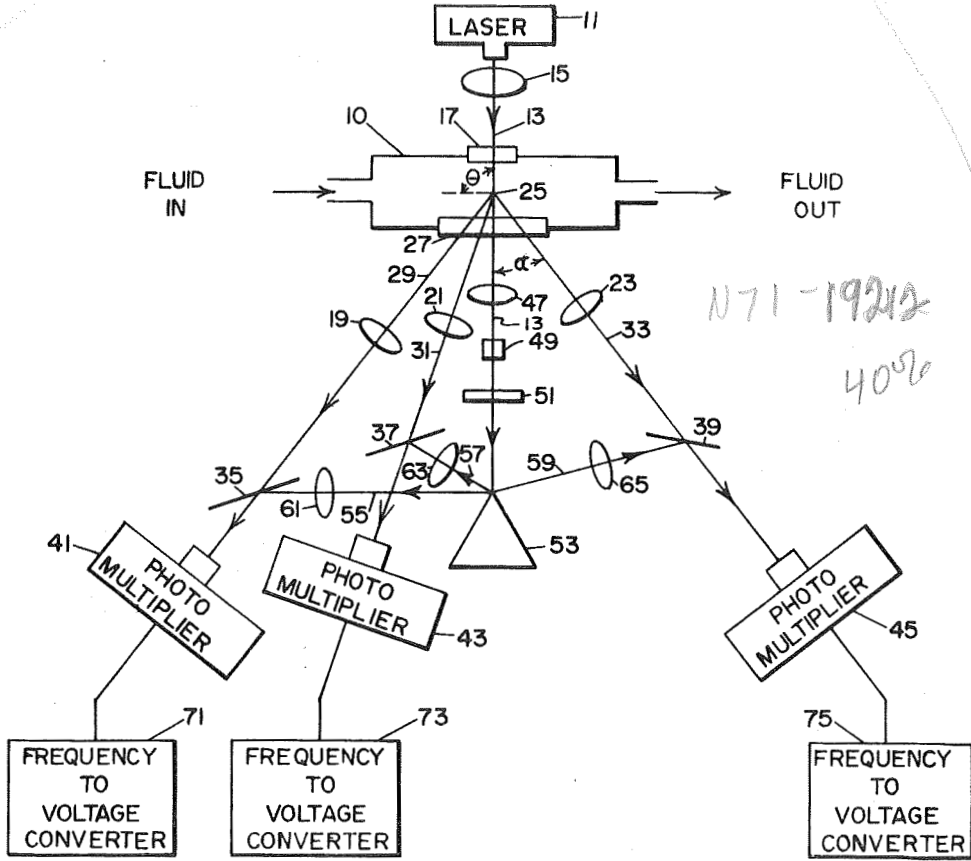 LASER
11
15
10
17
13
θ
25
FLUID
IN
FLUID
OUT
27
29
α
21
47
23
19
13
31
49
33
N71-19242
40%
51
37
39
57
63
59
65
35
61
55
53
41
PHOTO
MULTIPLIER
PHOTO
MULTIPLIER
43
PHOTO
MULTIPLIER
45
71
73
75
FREQUENCY
TO
VOLTAGE
CONVERTER
FREQUENCY
TO
VOLTAGE
CONVERTER
FREQUENCY
TO
VOLTAGE
CONVERTER